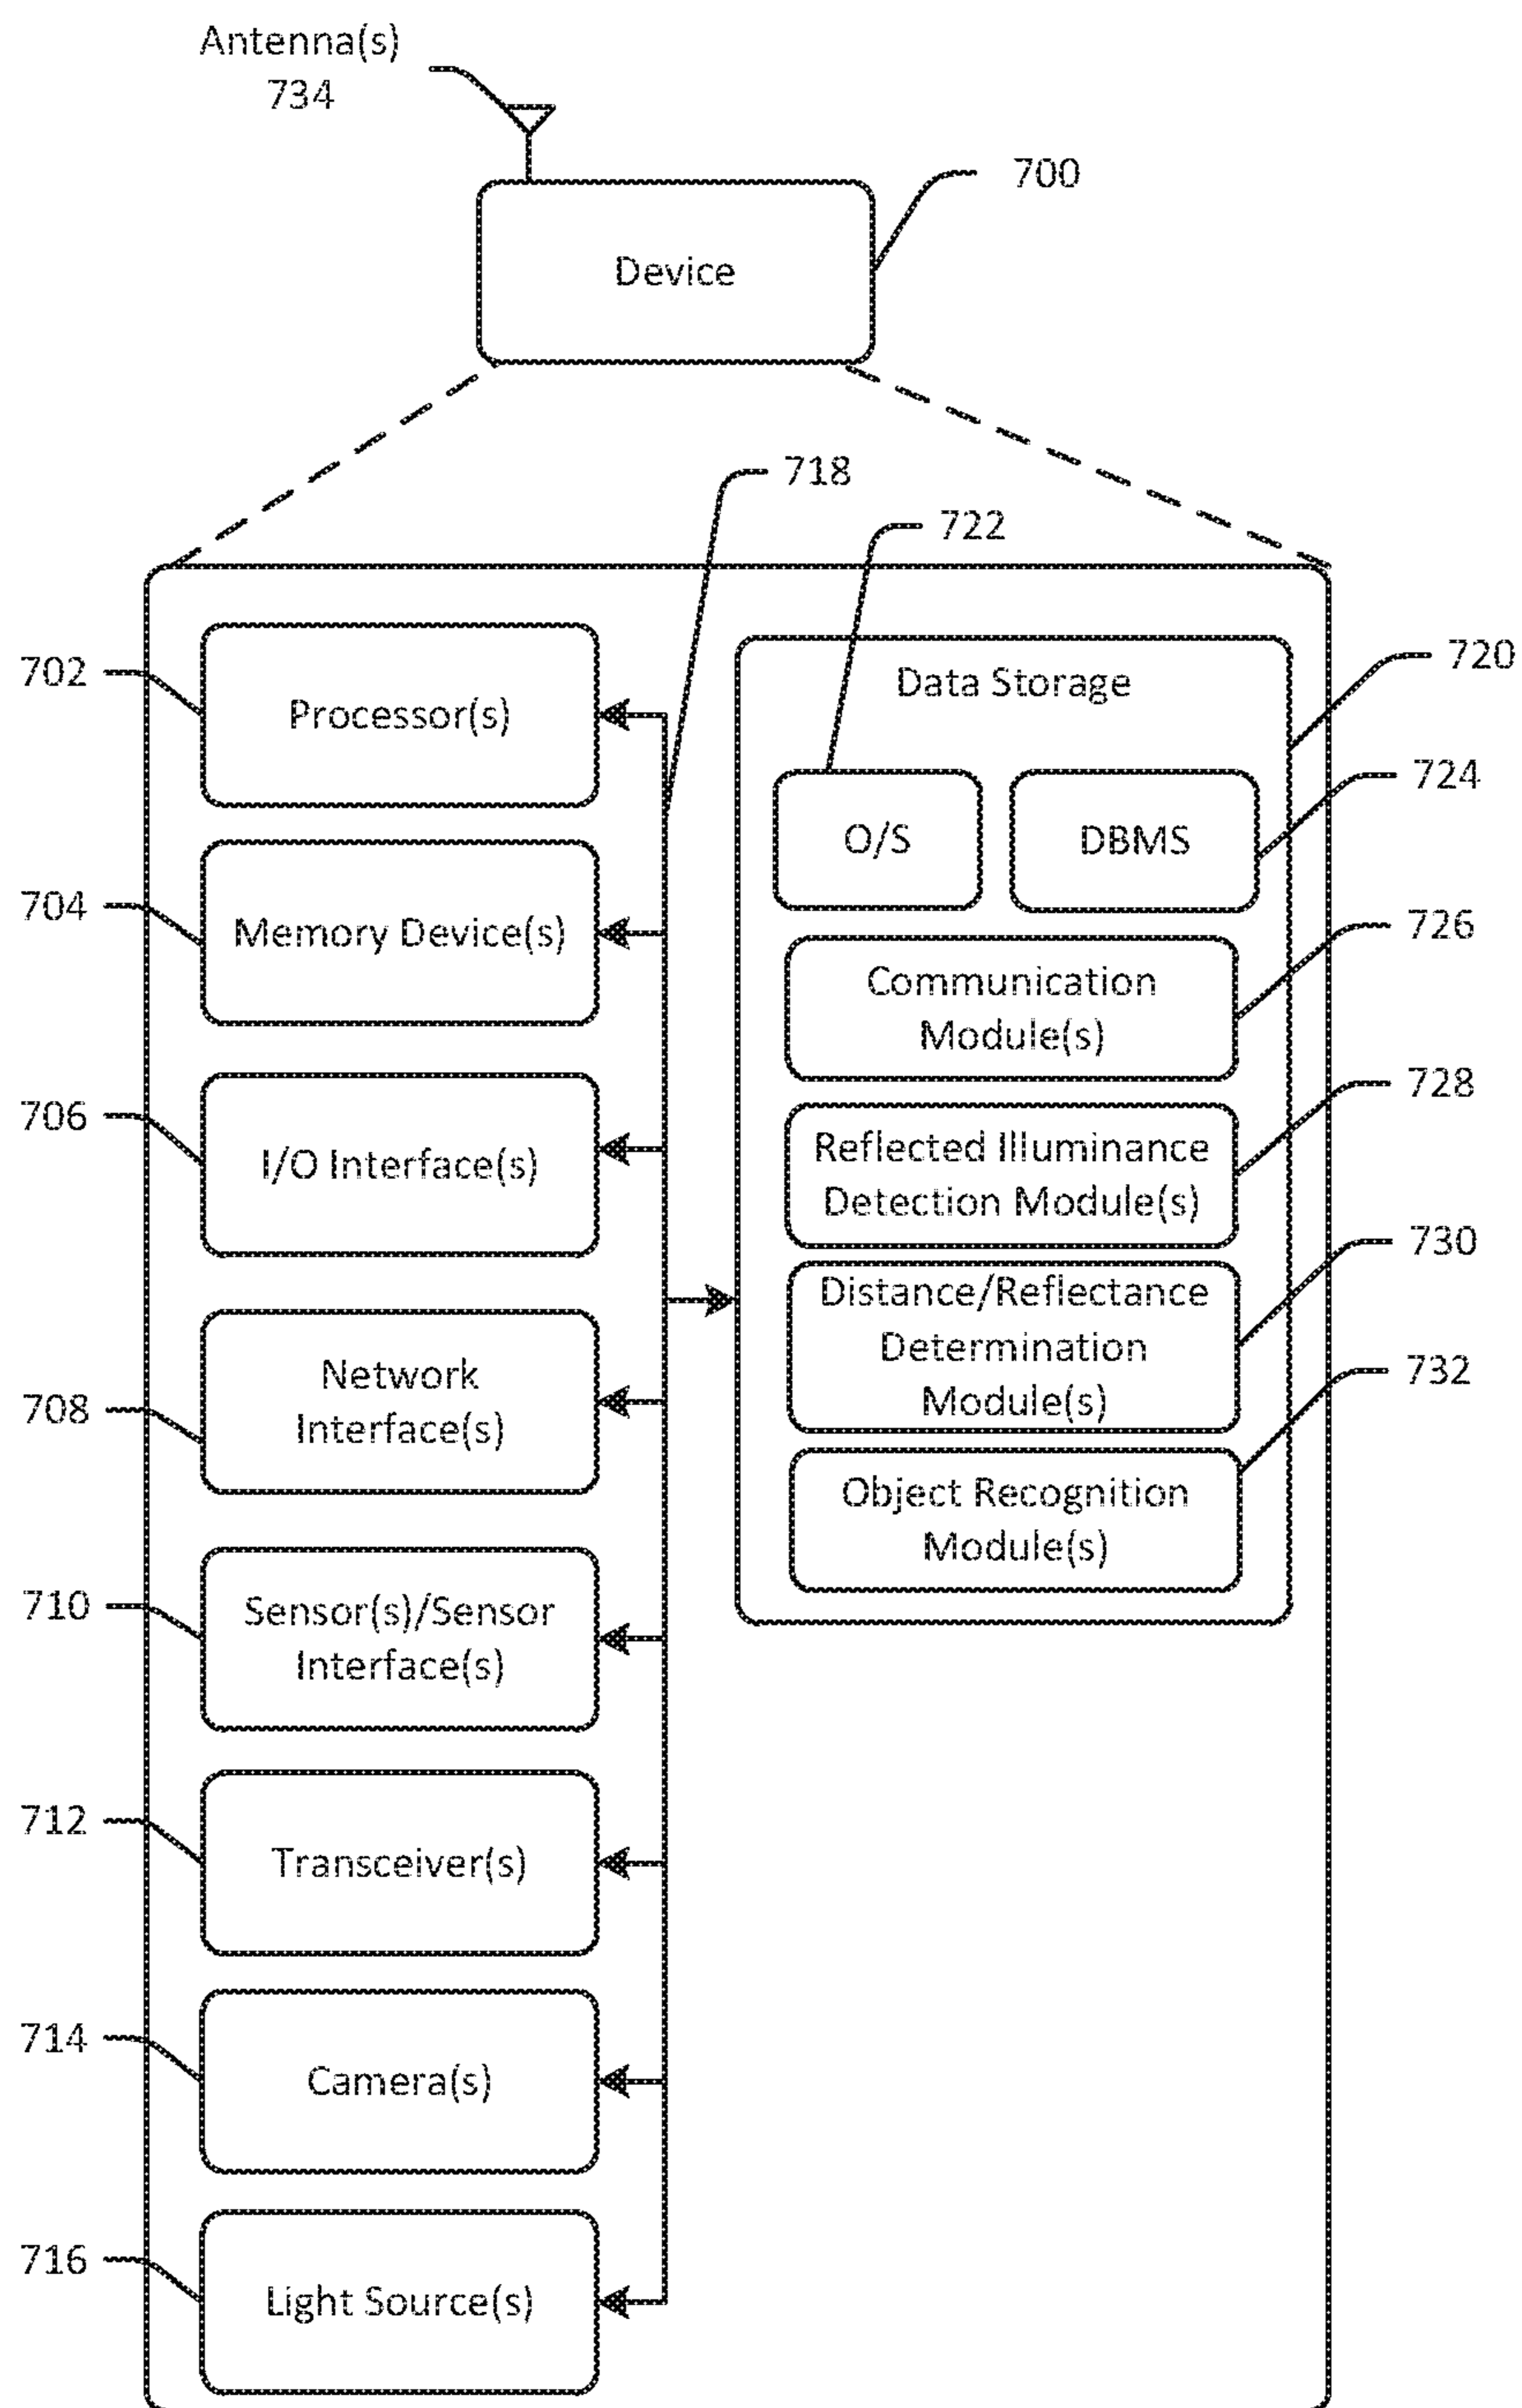 Antenna(s)
734
700
Device
718
722
702
Processor(s)
Data Storage
720
724
O/S
DBMS
704
Memory Device(s)
726
Communication
Module(s)
706
I/O Interface(s)
728
Reflected Illuminance
Detection Module(s)
730
Distance/Reflectance
Determination
Module(s)
708
Network
Interface(s)
732
Object Recognition
Module(s)
710
Sensor(s)/Sensor
Interface(s)
712
Transceiver(s)
714
Camera(s)
716
Light Source(s)